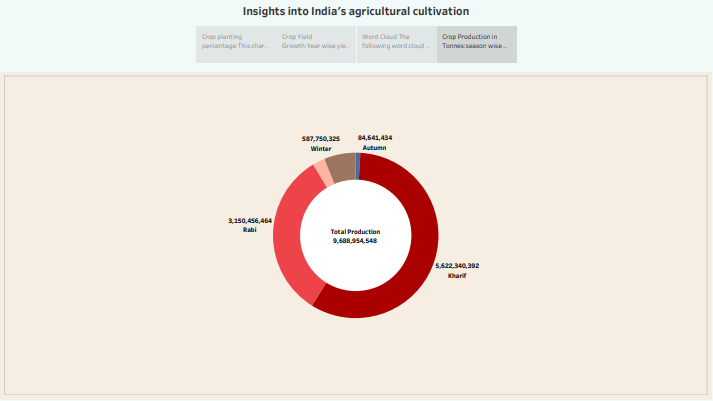 Insights into India's agricultural cultivation
Crop planting
percentage:This char..
Crop Yield
Growth:Year wise yie..
Word Cloud:The
following word cloud ..
Crop Production in
Tonnes:season wise ..
587,750,325
Winter
84,641,434
Autumn
3,150,456,464
Rabi
Total Production
9,688,954,548
5,622,340,392
Kharif